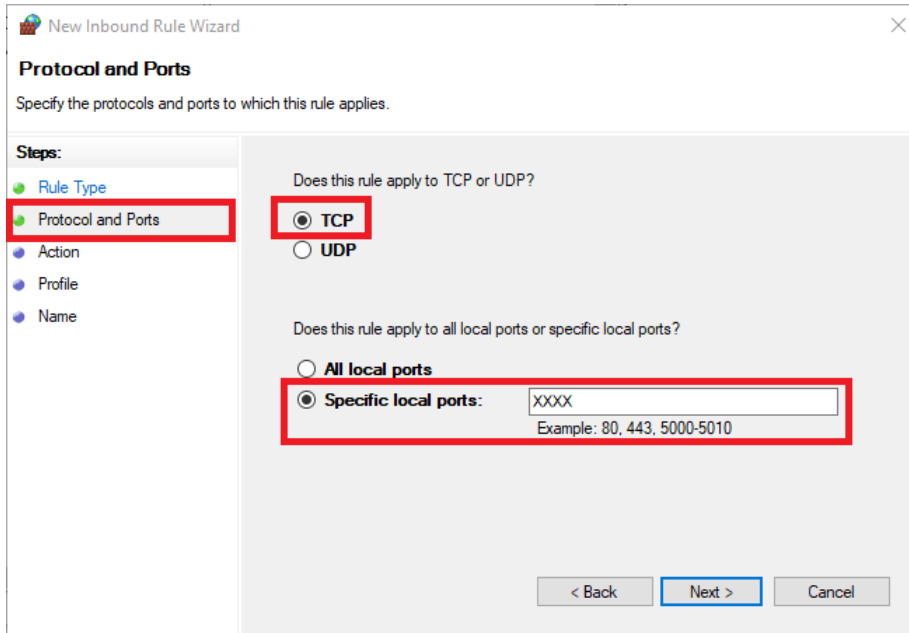 New Inbound Rule Wizard
Protocol and Ports
Specify the protocols and ports to which this rule applies.
Steps:
Rule Type
Protocol and Ports
Action
Profile
Name
Does this rule apply to TCP or UDP?
TCP
UDP
Does this rule apply to all local ports or specific local ports?
All local ports
Specific local ports: XXXX
Example: 80, 443, 5000-5010
< Back Next > Cancel